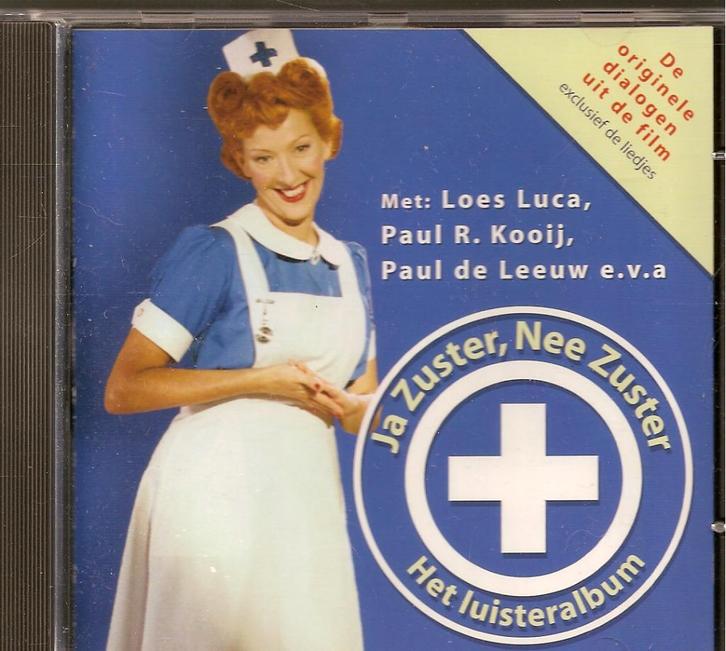 De
originele
dialogen
uit de film
exclusief de liedjes
Met: Loes Luca,
Paul R. Kooij,
Paul de Leeuw e.v.a
Ja Zuster, Nee Zuster
Het luisteralbum